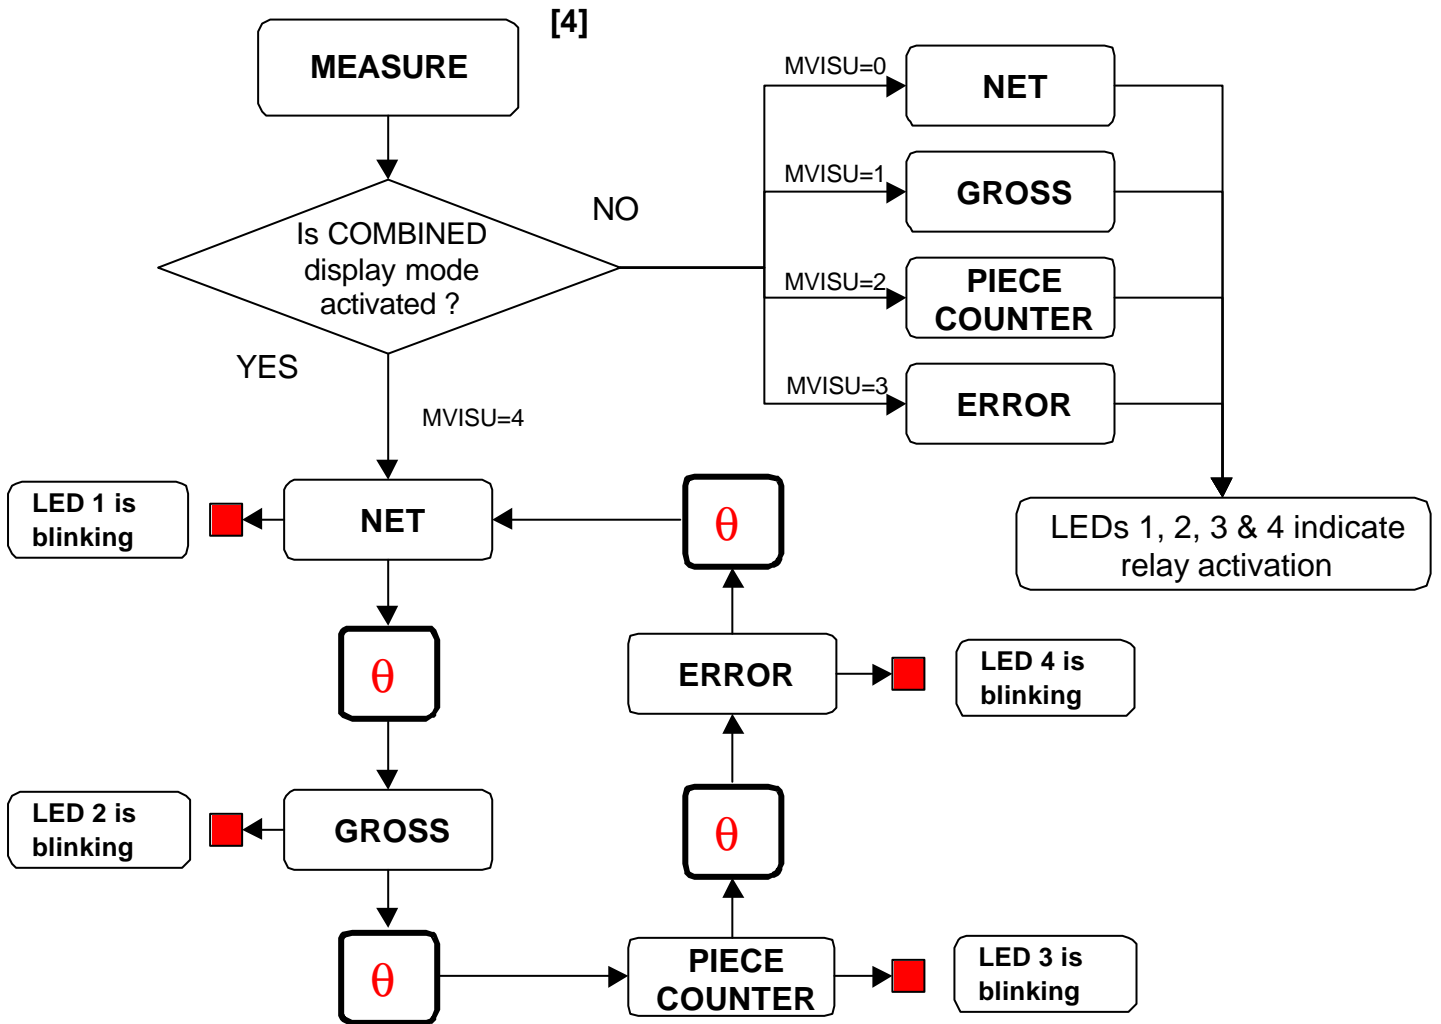 [4]
MEASURE
MVISU=0
NET
MVISU=1
GROSS
NO
Is COMBINED
display mode
activated ?
MVISU=2
PIECE
COUNTER
YES
MVISU=3
ERROR
MVISU=4
LED 1 is
blinking
NET
θ
LEDs 1, 2, 3 & 4 indicate
relay activation
θ
ERROR
LED 4 is
blinking
LED 2 is
blinking
GROSS
θ
θ
PIECE
COUNTER
LED 3 is
blinking